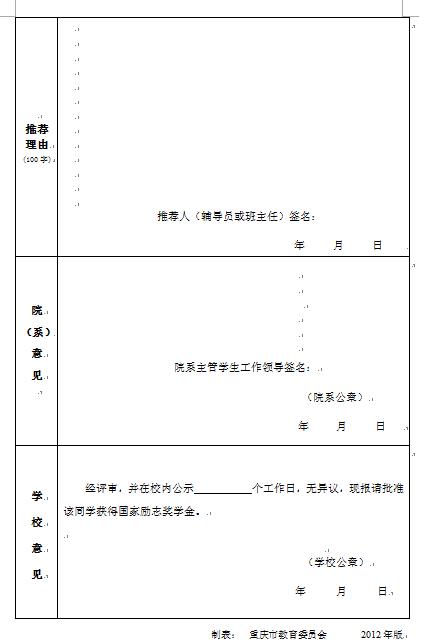 推荐
理由
（100字）
推荐人（辅导员或班主任）签名：
年 月 日
院
（系）
意
见
院系主管学生工作领导签名：
（院系公章）
年 月 日
学
校
意
见
经评审，并在校内公示__________个工作日，无异议，现报请批准
该同学获得国家励志奖学金。
（学校公章）
年 月 日
制表： 重庆市教育委员会 2012年版